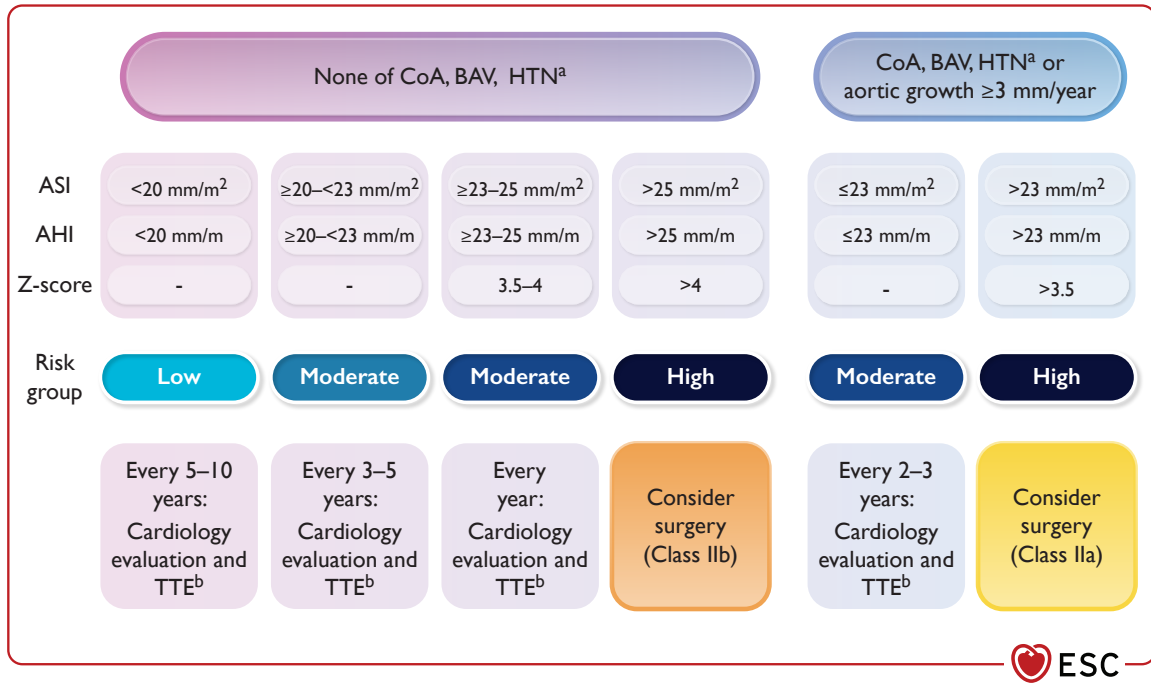 None of CoA, BAV, HTNᵃ
CoA, BAV, HTNᵃ or
aortic growth ≥3 mm/year
ASI
<20 mm/m²
≥20–<23 mm/m²
≥23–25 mm/m²
>25 mm/m²
≤23 mm/m²
>23 mm/m²
AHI
<20 mm/m
≥20–<23 mm/m
≥23–25 mm/m
>25 mm/m
≤23 mm/m
>23 mm/m
Z-score
-
-
3.5–4
>4
-
>3.5
Risk
group
Low
Moderate
Moderate
High
Moderate
High
Every 5–10
years:
Cardiology
evaluation and
TTEᵇ
Every 3–5
years:
Cardiology
evaluation and
TTEᵇ
Every
year:
Cardiology
evaluation and
TTEᵇ
Consider
surgery
(Class IIb)
Every 2–3
years:
Cardiology
evaluation and
TTEᵇ
Consider
surgery
(Class IIa)
ESC